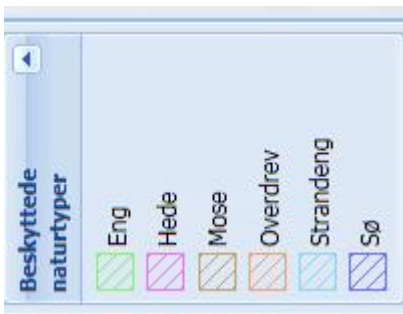 Beskyttede
naturtyper
Eng
Hede
Mose
Overdrev
Strandeng
Sø